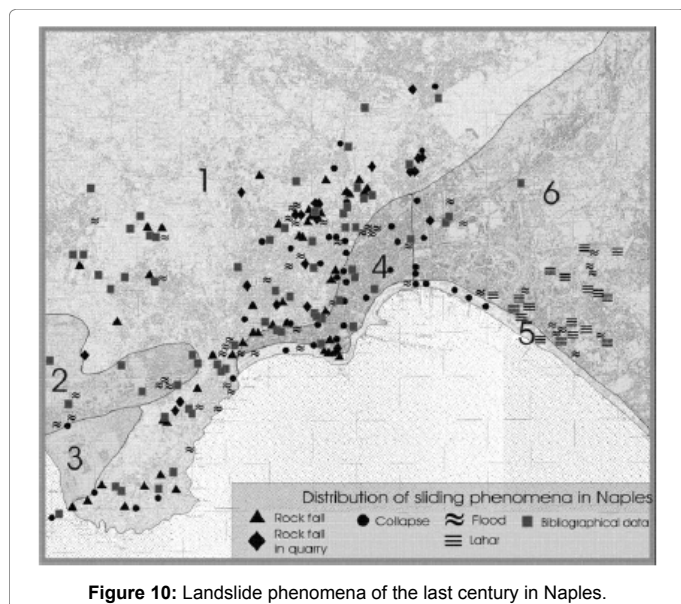 1
6
4
5
2
3
Distribution of sliding phenomena in Naples
Rock fall
Collapse
Flood
Bibliographical data
Rock fall
in quarry
Lahar
Figure 10: Landslide phenomena of the last century in Naples.